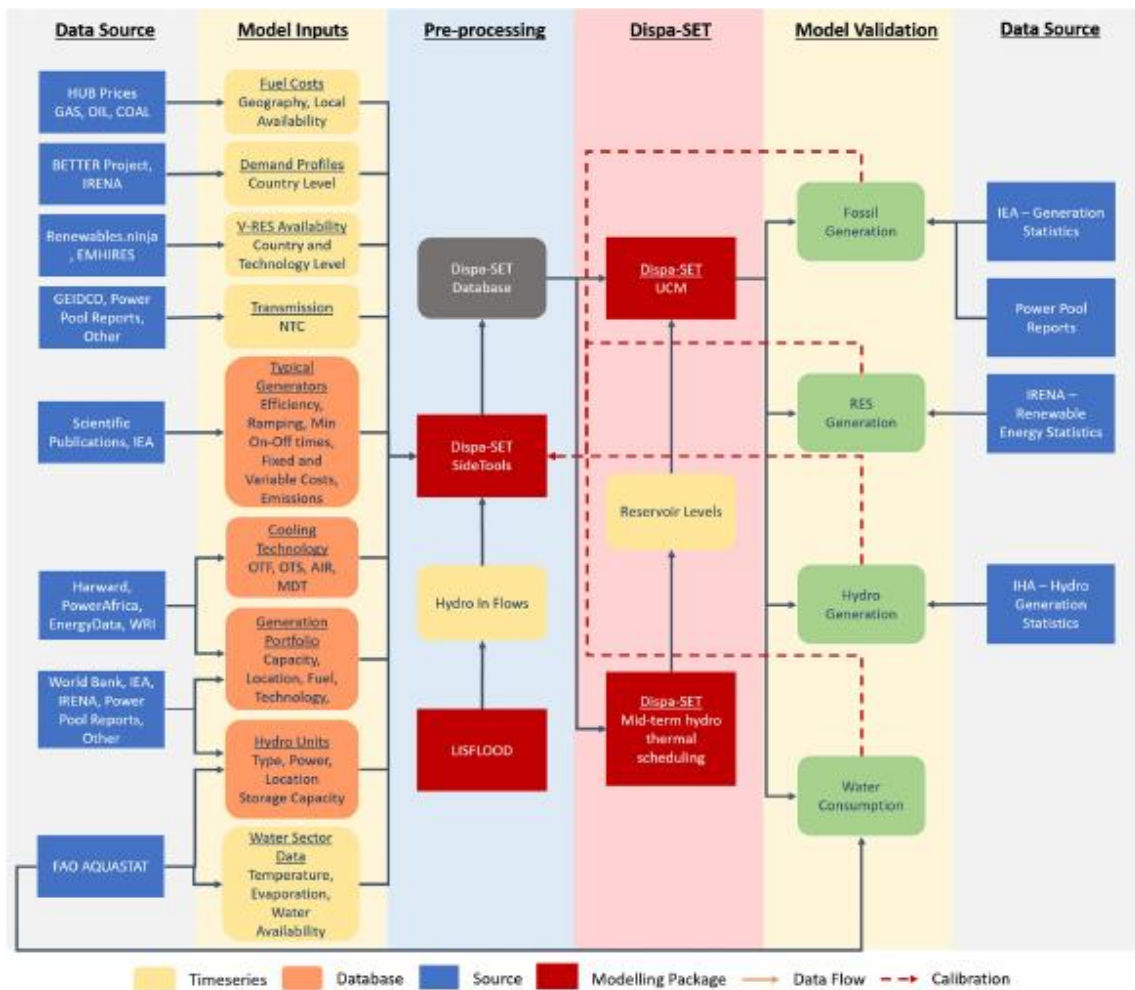 Data Source
Model Inputs
Pre-processing
Dispa-SET
Model Validation
Data Source
HUB Prices
GAS, OIL, COAL
BETTER Project,
IRENA
Renewables.ninja
, EMHIRES
GEIDCO, Power
Pool Reports,
Other
Scientific
Publications, IEA
Harward,
PowerAfrica,
EnergyData, WRI
World Bank, IEA,
IRENA, Power
Pool Reports,
Other
FAO AQUASTAT
Fuel Costs
Geography, Local
Availability
Demand Profiles
Country Level
V-RES Availability
Country and
Technology Level
Transmission
NTC
Typical
Generators
Efficiency,
Ramping, Min
On-Off times,
Fixed and
Variable Costs,
Emissions
Cooling
Technology
OTF, OTS, AIR,
MDT
Generation
Portfolio
Capacity,
Location, Fuel,
Technology,
Hydro Units
Type, Power,
Location
Storage Capacity
Water Sector
Data
Temperature,
Evaporation,
Water
Availability
Dispa-SET
Database
Dispa-SET
SideTools
Hydro In Flows
LISFLOOD
Dispa-SET
UCM
Reservoir Levels
Dispa-SET
Mid-term hydro
thermal
scheduling
Fossil
Generation
RES
Generation
Hydro
Generation
Water
Consumption
IEA – Generation
Statistics
Power Pool
Reports
IRENA –
Renewable
Energy Statistics
IHA – Hydro
Generation
Statistics
Timeseries
Database
Source
Modelling Package
Data Flow
Calibration